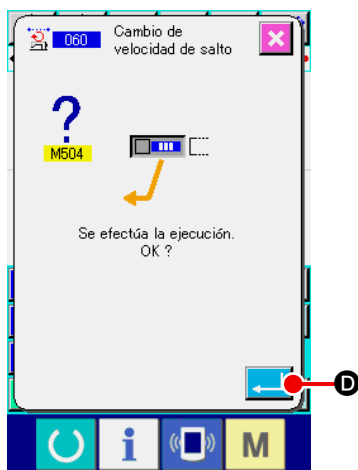 060
Cambio de
velocidad de salto
?
M504
Se efectúa la ejecución.
OK ?
D
i
M